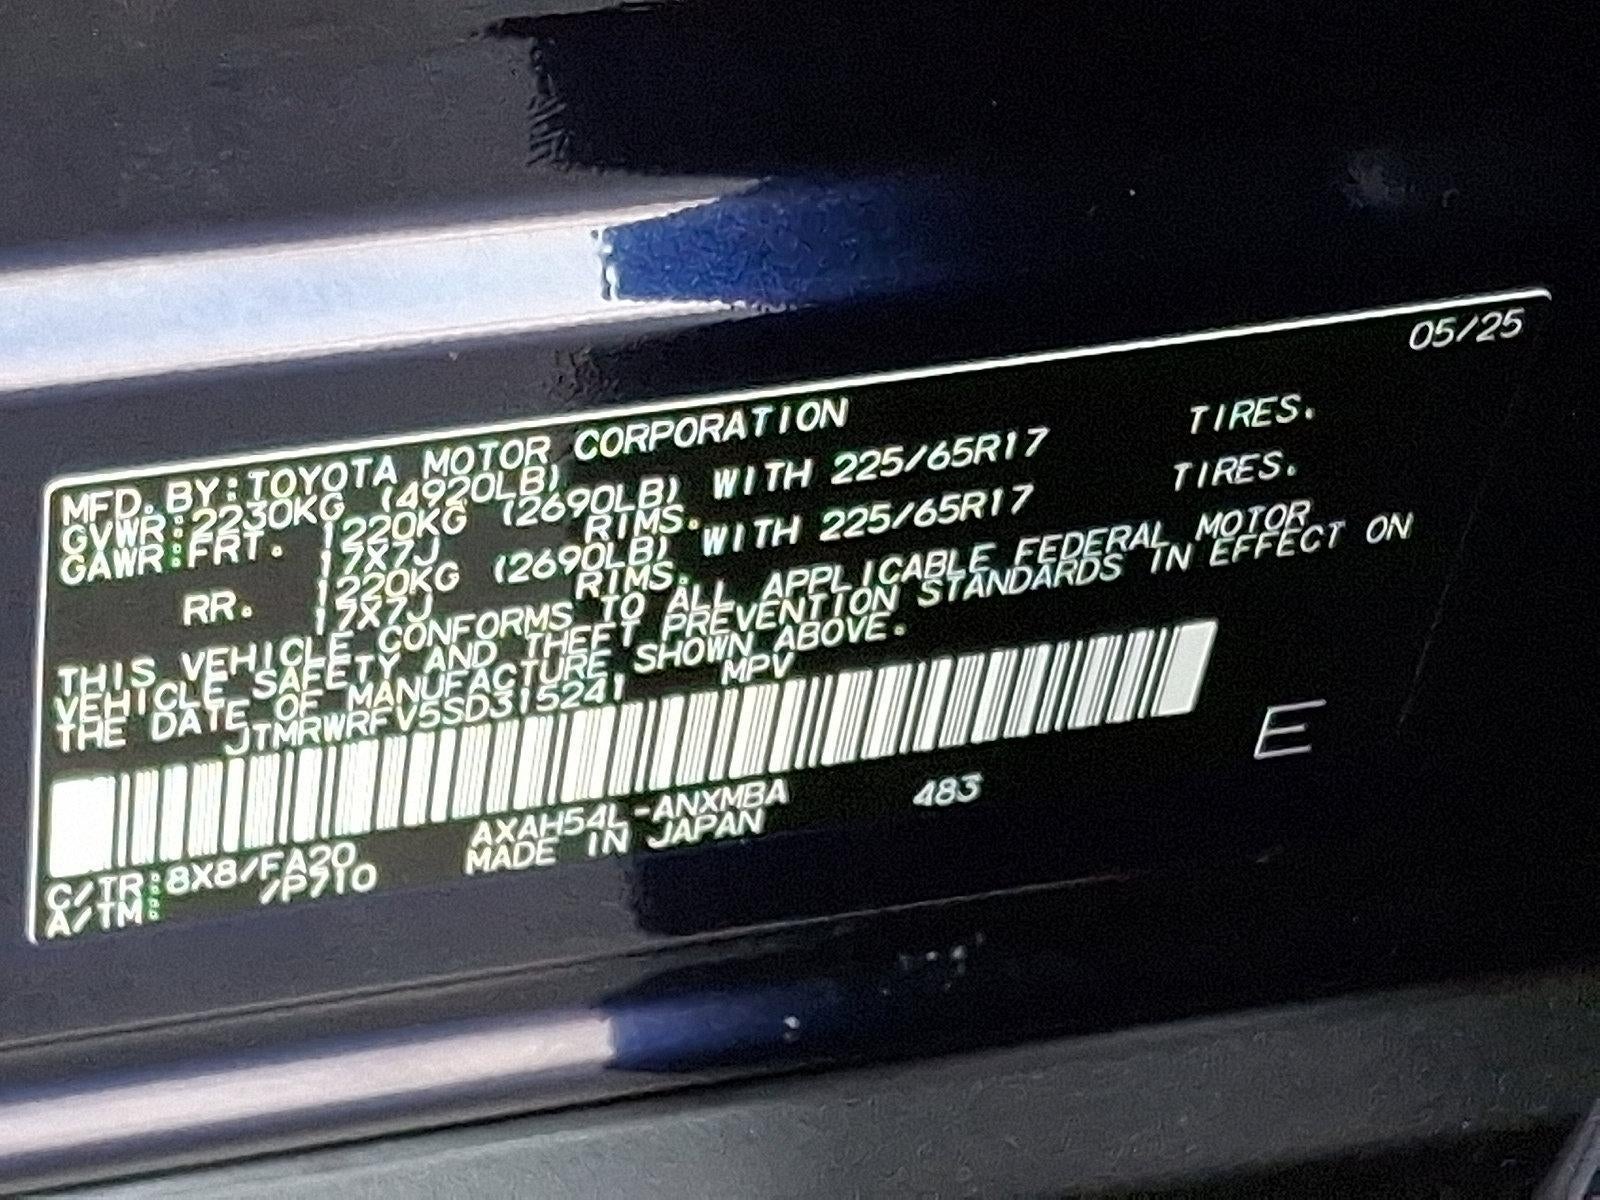 05/25
MFD. BY: TOYOTA MOTOR CORPORATION
GVWR: 2230KG (4920LB)
GAWR: FRT. 1220KG (2690LB) WITH 225/65R17 TIRES.
17X7J RIMS.
RR. 1220KG (2690LB) WITH 225/65R17 TIRES.
17X7J RIMS.
THIS VEHICLE CONFORMS TO ALL APPLICABLE FEDERAL MOTOR
VEHICLE SAFETY AND THEFT PREVENTION STANDARDS IN EFFECT ON
THE DATE OF MANUFACTURE SHOWN ABOVE.
JTMRWRFV5SD315241 MPV
E
C/TR: 8X8/FA20 AXAH54L-ANXMBA 483
A/TM: /P710 MADE IN JAPAN